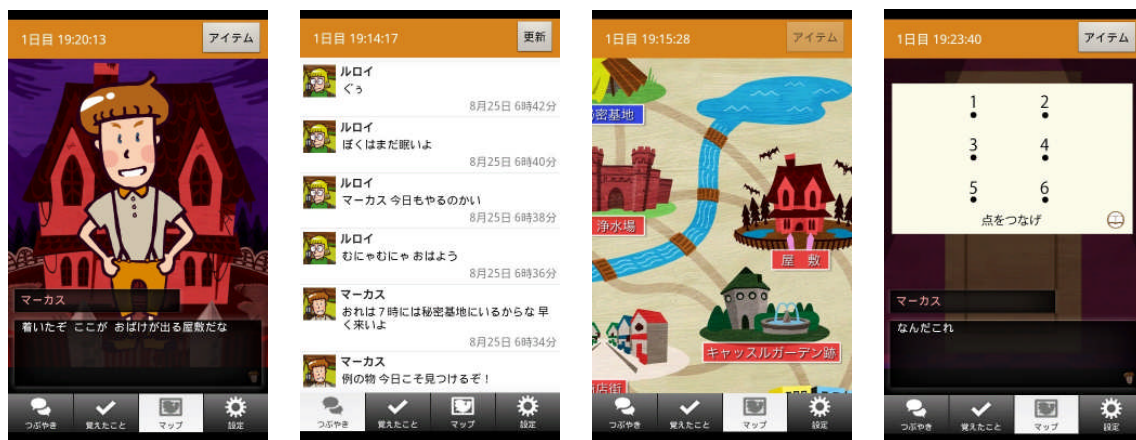 1日目 19:20:13
アイテム
マーカス
着いたぞ ここが おばけが出る屋敷だな
つぶやき
覚えたこと
マップ
設定
1日目 19:14:17
更新
ルロイ
ぐぅ
8月25日 6時42分
ルロイ
ぼくはまだ眠いよ
8月25日 6時40分
ルロイ
マーカス 今日もやるのかい
8月25日 6時38分
ルロイ
むにゃむにゃ おはよう
8月25日 6時36分
マーカス
おれは7時には秘密基地にいるからな 早
く来いよ
8月25日 6時34分
マーカス
例の物 今日こそ見つけるぞ!
つぶやき
覚えたこと
マップ
設定
1日目 19:15:28
アイテム
密基地
浄水場
屋 敷
キャッスルガーデン跡
店街
つぶやき
覚えたこと
マップ
設定
1日目 19:23:40
アイテム
1 2
3 4
5 6
点をつなげ
マーカス
なんだこれ
つぶやき
覚えたこと
マップ
設定